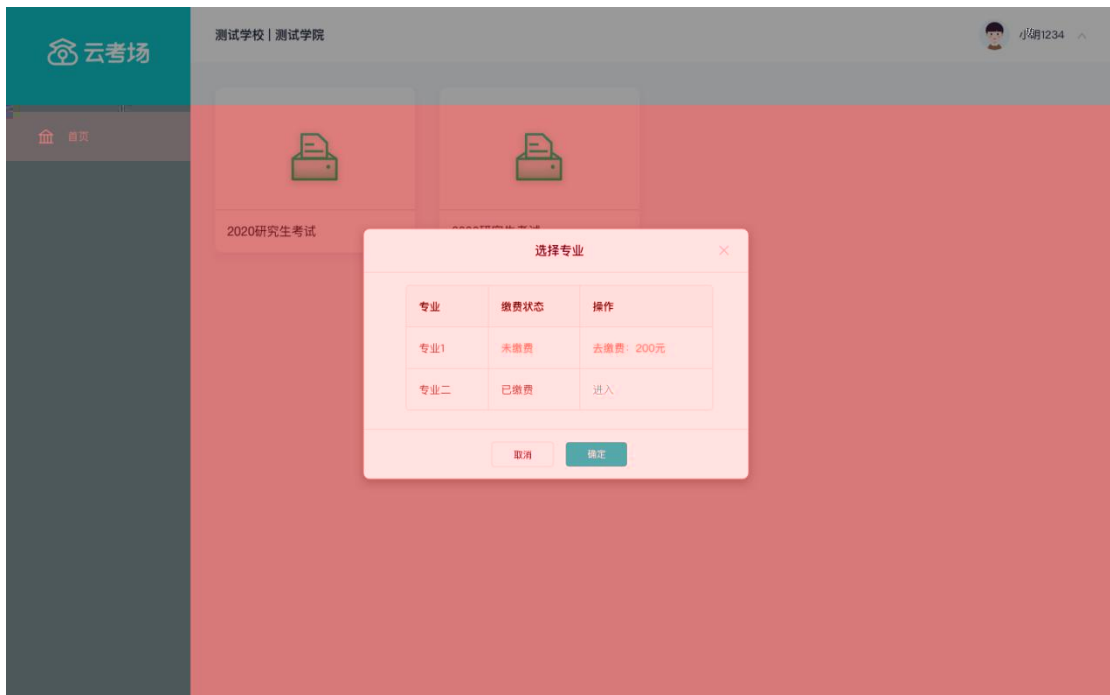 云考场
测试学校 | 测试学院
小明1234
首页
2020研究生考试
选择专业
专业 缴费状态 操作
专业1 未缴费 去缴费：200元
专业二 已缴费 进入
取消 确定